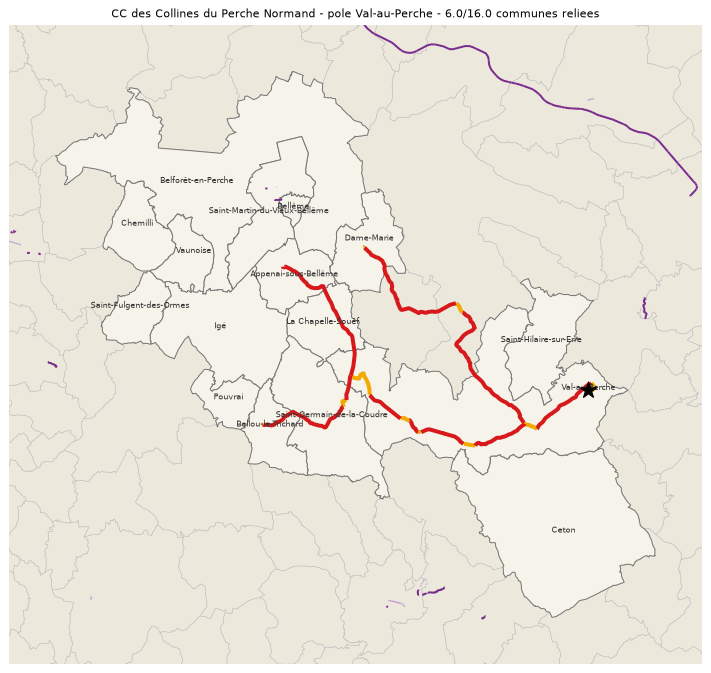 CC des Collines du Perche Normand - pole Val-au-Perche - 6.0/16.0 communes reliees
Belforêt-en-Perche
Bellême
Saint-Martin-du-Vieux-Bellême
Chemilli
Dame-Marie
Vaunoise
Appenai-sous-Bellême
Saint-Fulgent-des-Ormes
La Chapelle-Souëf
Igé
Saint-Hilaire-sur-Erre
Val-au-Perche
Pouvrai
Saint-Germain-de-la-Coudre
Bellou-le-Trichard
Ceton